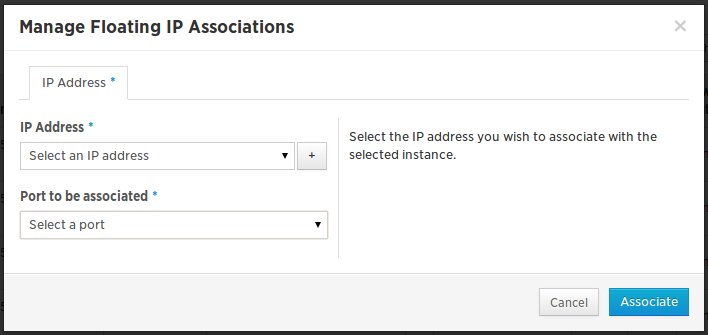 Manage Floating IP Associations
×
IP Address *
IP Address *
Select an IP address
+
Port to be associated *
Select a port
Select the IP address you wish to associate with the
selected instance.
Cancel
Associate